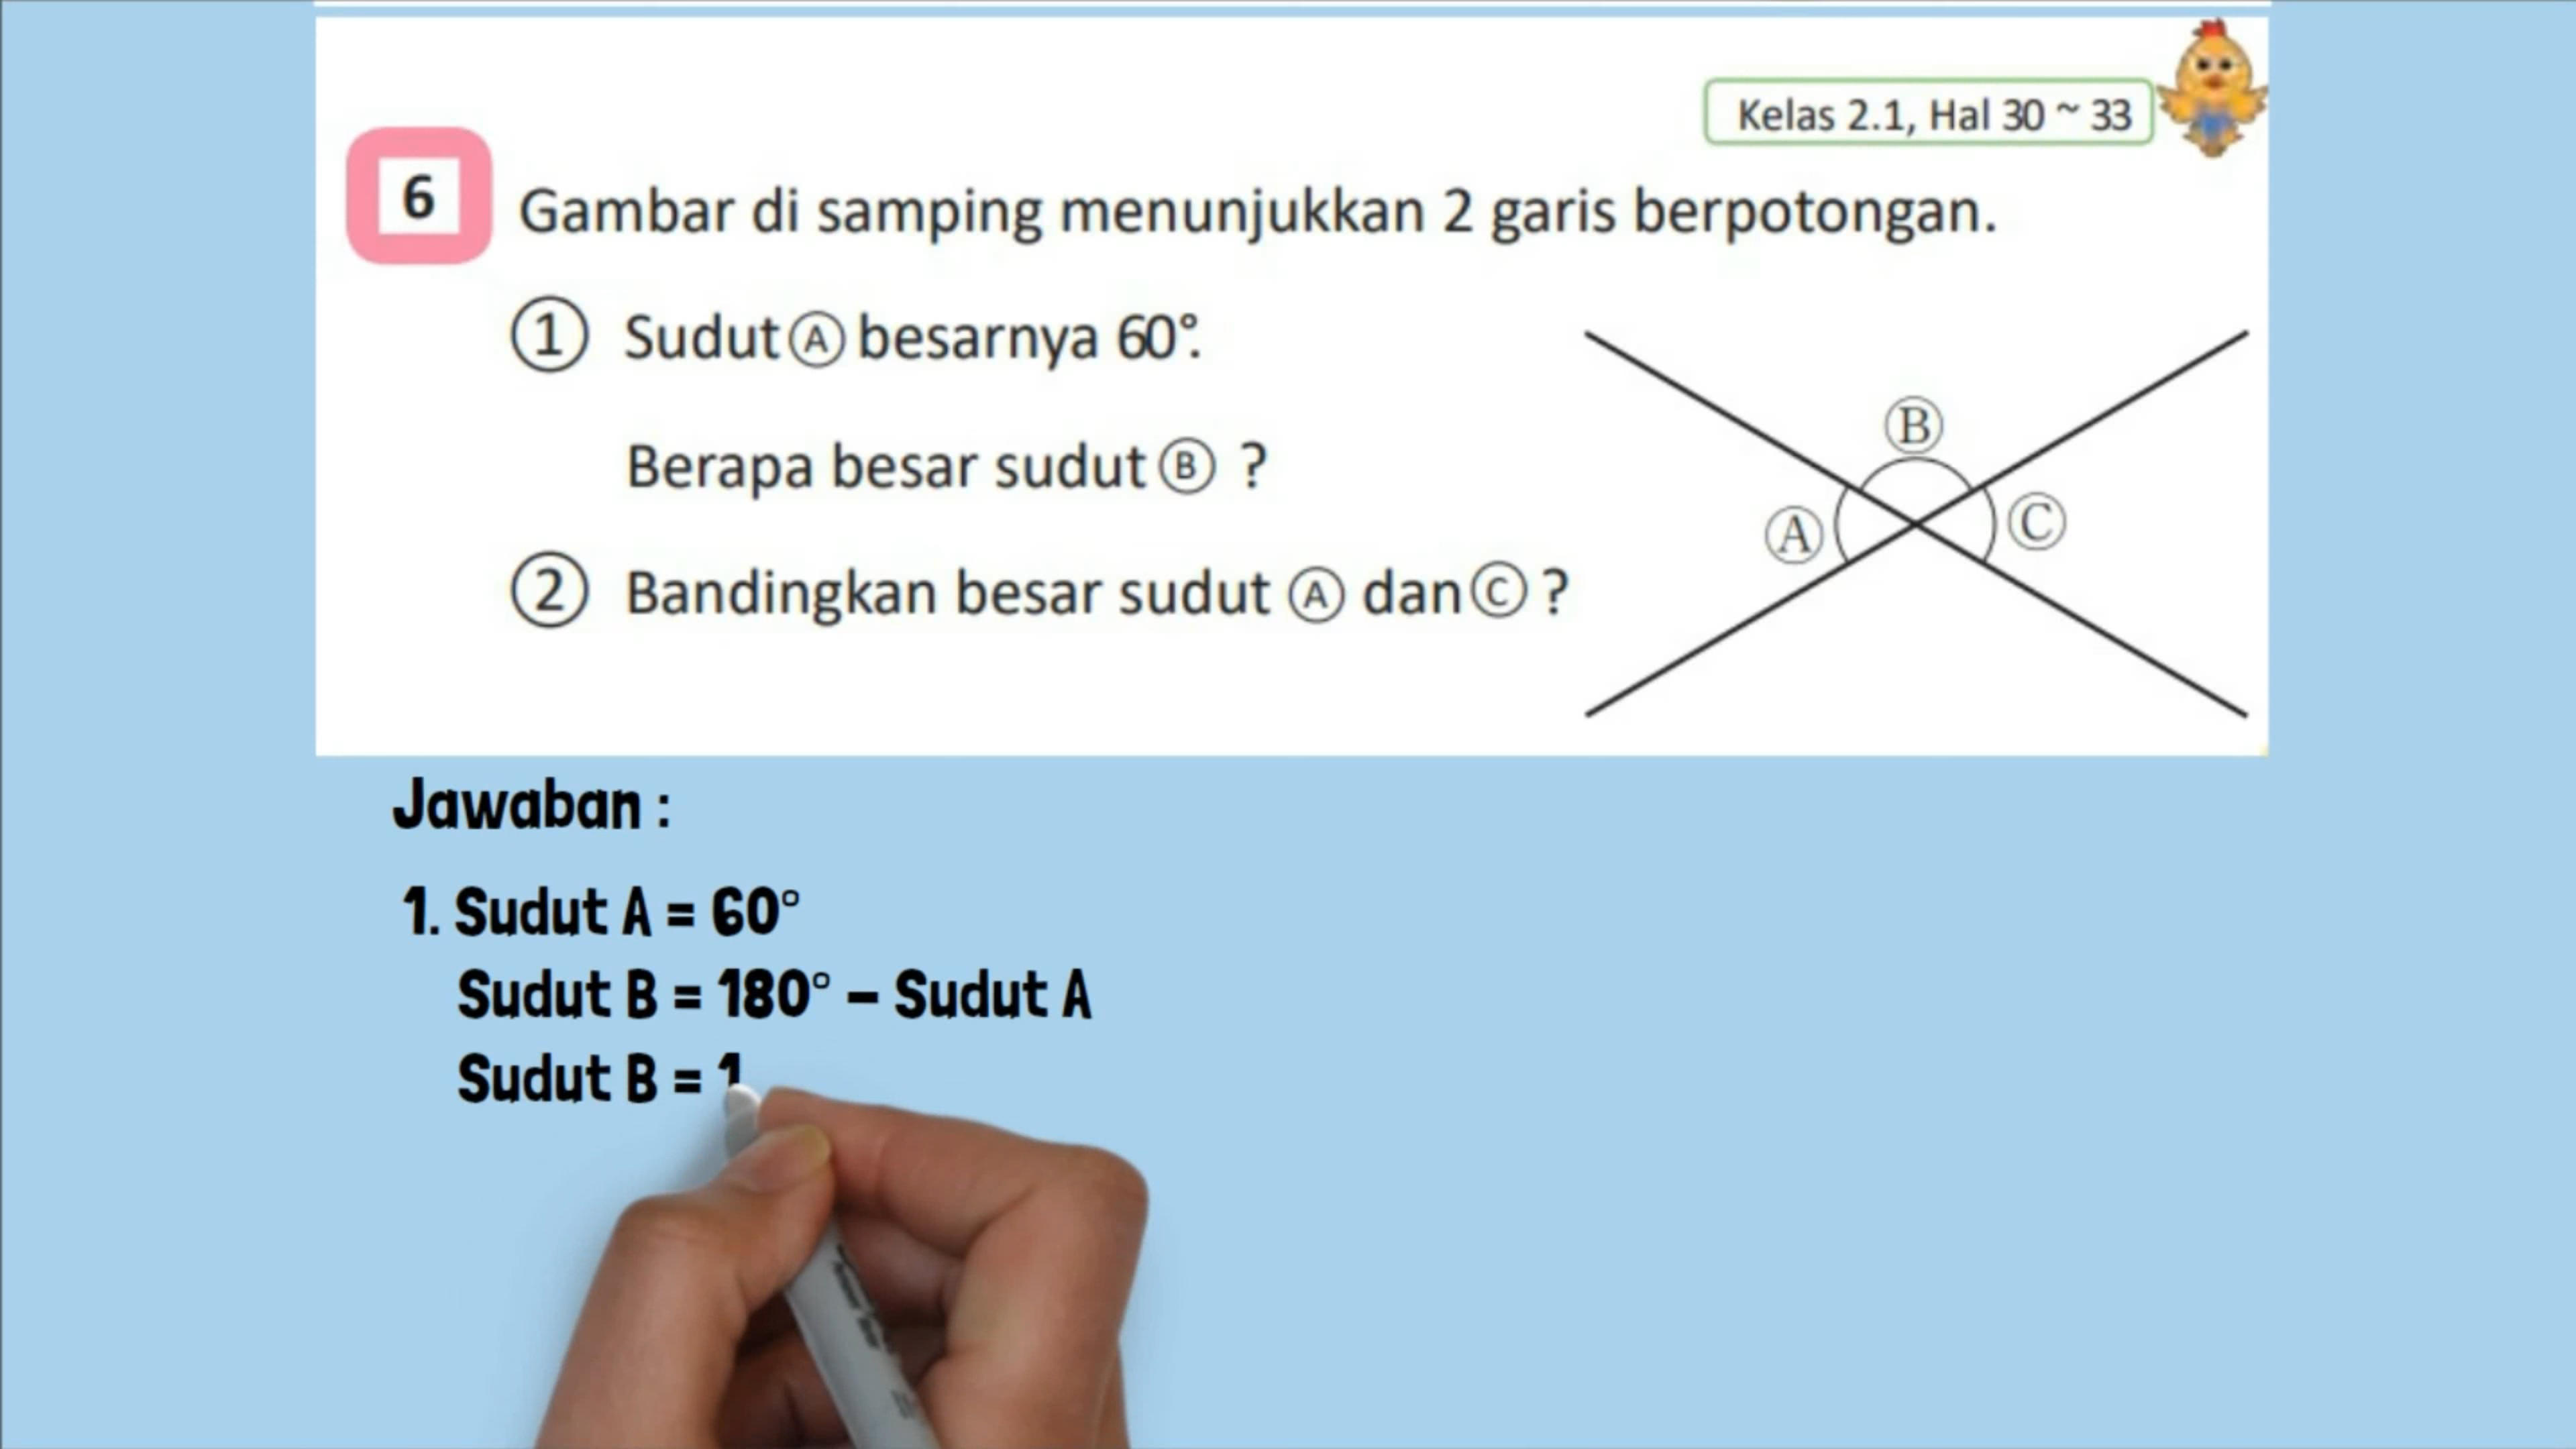 Kelas 2.1, Hal 30 ~ 33
6 Gambar di samping menunjukkan 2 garis berpotongan.
① Sudut Ⓐ besarnya 60°.
Berapa besar sudut Ⓑ ?
② Bandingkan besar sudut Ⓐ dan Ⓒ ?
Ⓑ
Ⓐ
Ⓒ
Jawaban :
1. Sudut A = 60°
Sudut B = 180° – Sudut A
Sudut B = 1